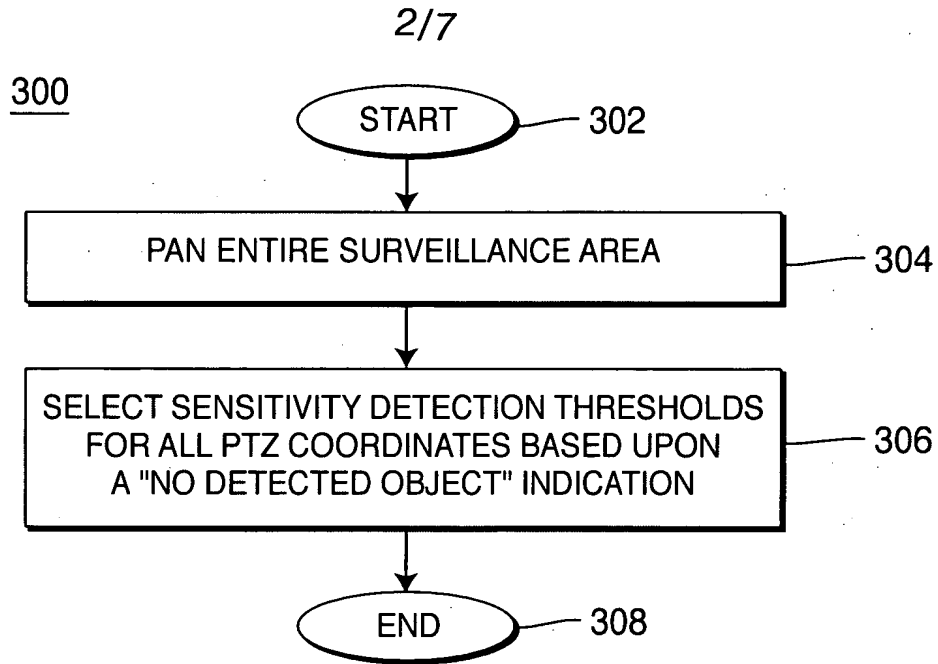 2/7
300
START
302
PAN ENTIRE SURVEILLANCE AREA
304
SELECT SENSITIVITY DETECTION THRESHOLDS
FOR ALL PTZ COORDINATES BASED UPON
A "NO DETECTED OBJECT" INDICATION
306
END
308